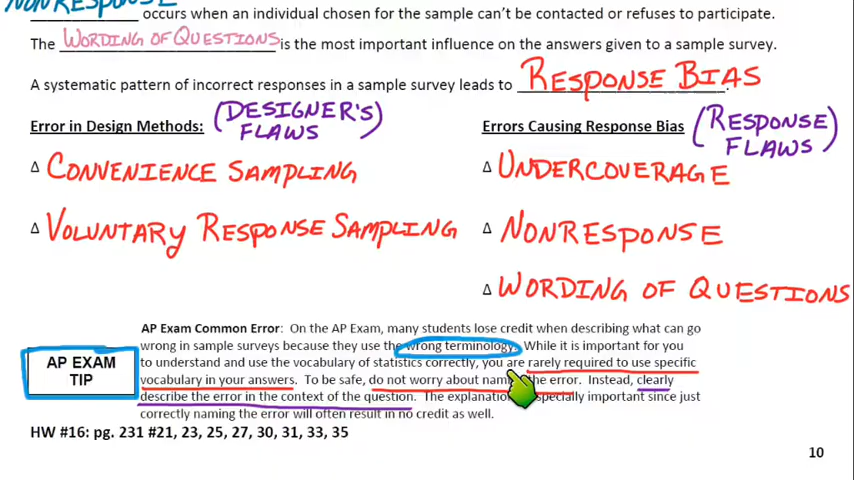 NONRESPONSE
occurs when an individual chosen for the sample can't be contacted or refuses to participate.
The WORDING OF QUESTIONS is the most important influence on the answers given to a sample survey.
A systematic pattern of incorrect responses in a sample survey leads to RESPONSE BIAS.
Error in Design Methods: (DESIGNER'S FLAWS)
Errors Causing Response Bias (RESPONSE FLAWS)
Δ CONVENIENCE SAMPLING
Δ UNDERCOVERAGE
Δ VOLUNTARY RESPONSE SAMPLING
Δ NONRESPONSE
Δ WORDING OF QUESTIONS
AP EXAM TIP
AP Exam Common Error: On the AP Exam, many students lose credit when describing what can go
wrong in sample surveys because they use the wrong terminology. While it is important for you
to understand and use the vocabulary of statistics correctly, you are rarely required to use specific
vocabulary in your answers. To be safe, do not worry about the error. Instead, clearly
describe the error in the context of the question. The explanation especially important since just
correctly naming the error will often result in no credit as well.
HW #16: pg. 231 #21, 23, 25, 27, 30, 31, 33, 35
10